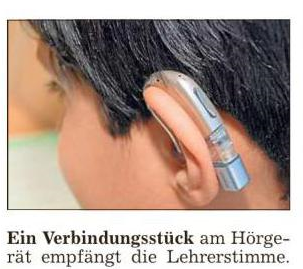 Ein Verbindungsstück am Hörge-
rät empfängt die Lehrerstimme.